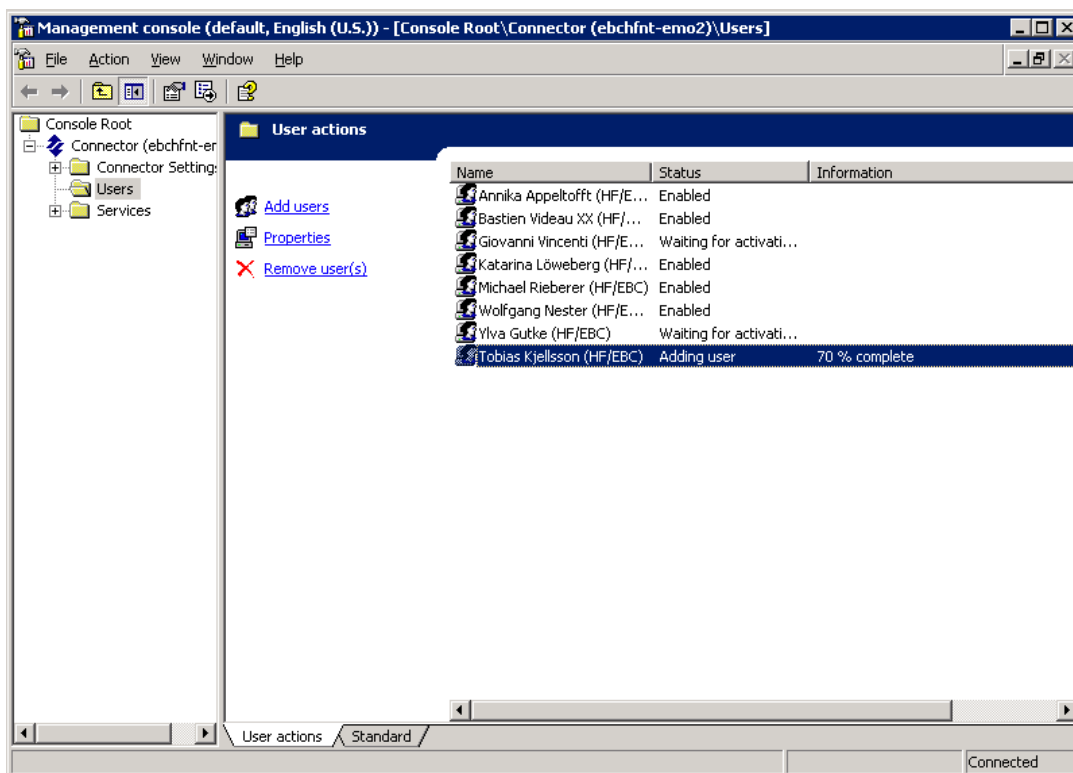 Management console (default, English (U.S.)) - [Console Root\Connector (ebchfnt-emo2)\Users]
File Action View Window Help
Console Root
Connector (ebchfnt-er
Connector Setting:
Users
Services
User actions
Add users
Properties
Remove user(s)
Name Status Information
Annika Appeltofft (HF/E... Enabled
Bastien Videau XX (HF/... Enabled
Giovanni Vincenti (HF/E... Waiting for activati...
Katarina Löweberg (HF/... Enabled
Michael Rieberer (HF/EBC) Enabled
Wolfgang Nester (HF/E... Enabled
Ylva Gutke (HF/EBC) Waiting for activati...
Tobias Kjellsson (HF/EBC) Adding user 70 % complete
User actions Standard
Connected